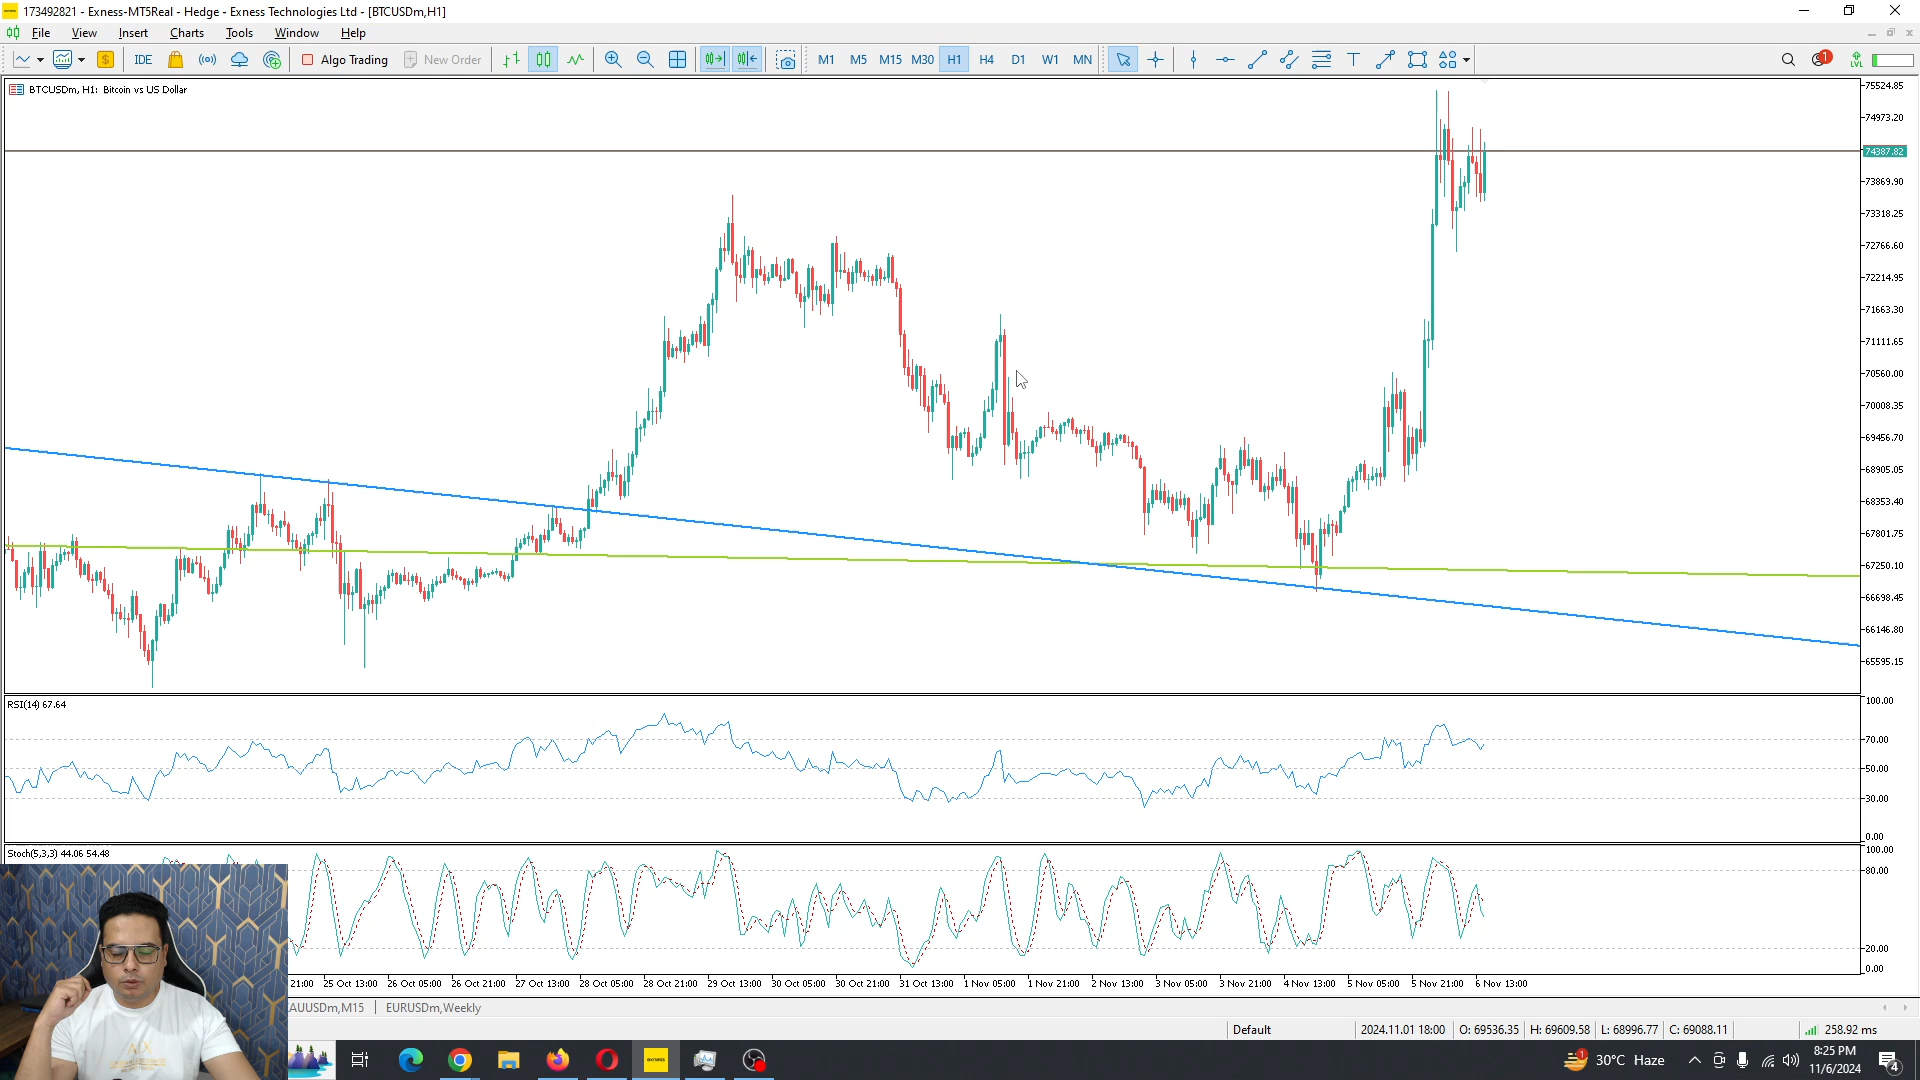 173492821 - Exness-MT5Real - Hedge - Exness Technologies Ltd - [BTCUSDm,H1]
File View Insert Charts Tools Window Help
IDE Algo Trading New Order M1 M5 M15 M30 H1 H4 D1 W1 MN 1 LVL
BTCUSDm, H1: Bitcoin vs US Dollar
75524.85
74973.20
74387.82
73869.90
73318.25
72766.60
72214.95
71663.30
71111.65
70560.00
70008.35
69456.70
68905.05
68353.40
67801.75
67250.10
66698.45
66146.80
65595.15
RSI(14) 67.64
100.00
70.00
50.00
30.00
0.00
Stoch(5,3,3) 44.06 54.48
100.00
80.00
20.00
0.00
21:00 25 Oct 13:00 26 Oct 05:00 26 Oct 21:00 27 Oct 13:00 28 Oct 05:00 28 Oct 21:00 29 Oct 13:00 30 Oct 05:00 30 Oct 21:00 31 Oct 13:00 1 Nov 05:00 1 Nov 21:00 2 Nov 13:00 3 Nov 05:00 3 Nov 21:00 4 Nov 13:00 5 Nov 05:00 5 Nov 21:00 6 Nov 13:00
AUUSDm,M15 EURUSDm,Weekly
Default 2024.11.01 18:00 O: 69536.35 H: 69609.58 L: 68996.77 C: 69088.11 258.92 ms
30°C Haze
8:25 PM
11/6/2024
4